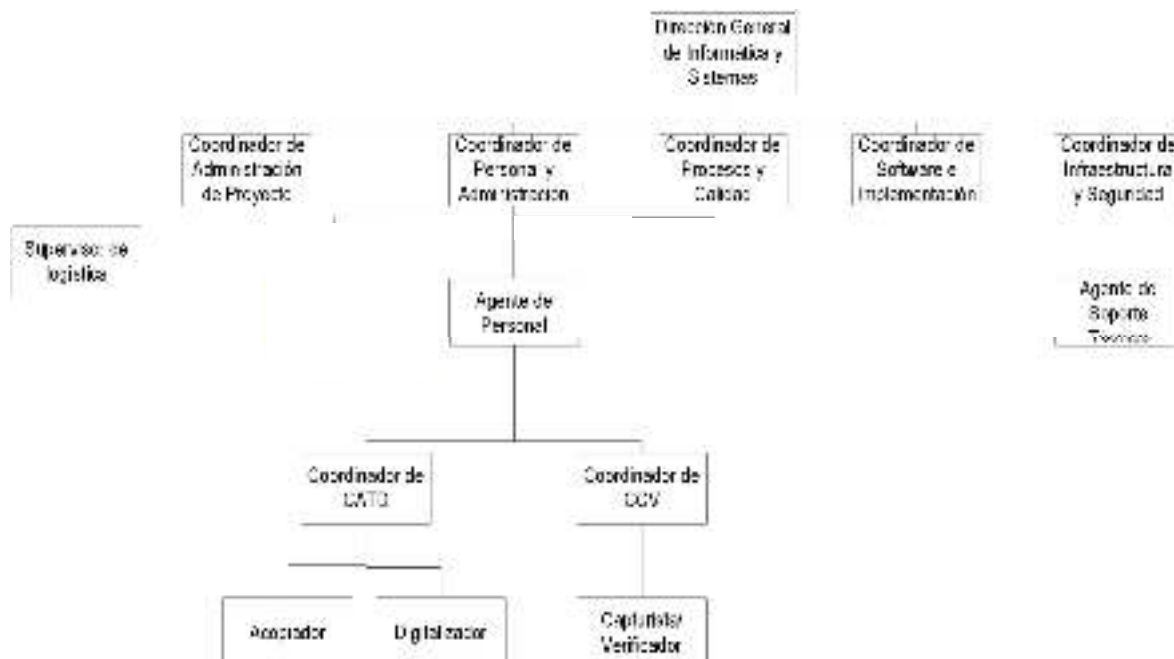 Dirección General
de Informática y
Sistemas
Coordinador de
Administración
de Proyecto
Coordinador de
Personal y
Administración
Coordinador de
Procesos y
Calidad
Coordinador de
Software e
Implementación
Coordinador de
Infraestructura
y Seguridad
Supervisor de
logística
Agente de
Personal
Agente de
Soporte
Coordinador de
CATD
Coordinador de
CCV
Acopiador
Digitalizador
Capturista/
Verificador